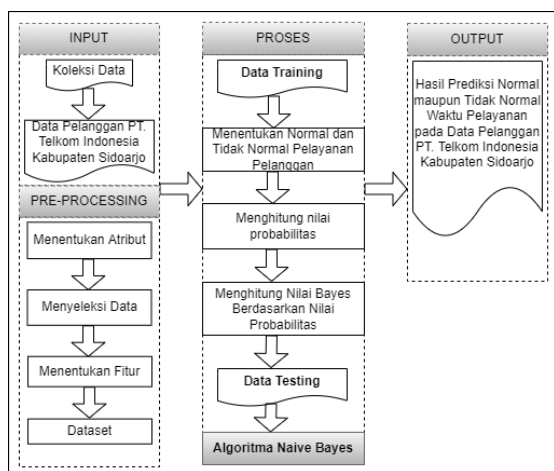 INPUT
Koleksi Data
Data Pelanggan PT.
Telkom Indonesia
Kabupaten Sidoarjo
PRE-PROCESSING
Menentukan Atribut
Menyeleksi Data
Menentukan Fitur
Dataset
PROSES
Data Training
Menentukan Normal dan
Tidak Normal Pelayanan
Pelanggan
Menghitung nilai
probabilitas
Menghitung Nilai Bayes
Berdasarkan Nilai
Probabilitas
Data Testing
Algoritma Naive Bayes
OUTPUT
Hasil Prediksi Normal
maupun Tidak Normal
Waktu Pelayanan
pada Data Pelanggan
PT. Telkom Indonesia
Kabupaten Sidoarjo